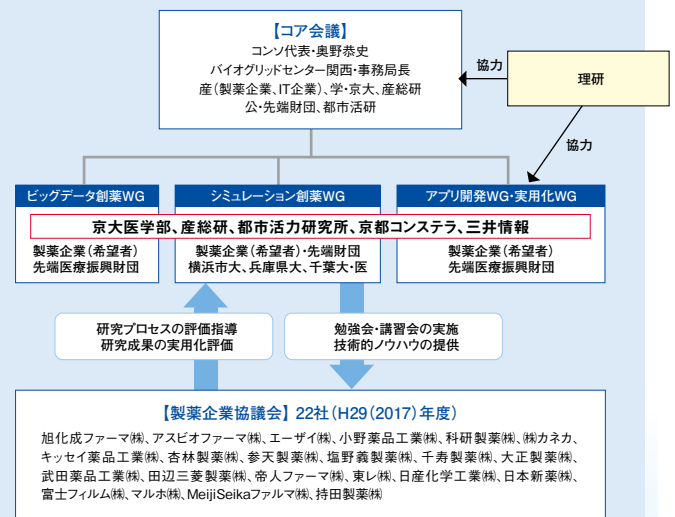 【コア会議】
コンソ代表・奥野恭史
バイオグリッドセンター関西・事務局長
産(製薬企業、IT企業)、学・京大、産総研
公・先端財団、都市活研
協力
理研
協力
ビッグデータ創薬WG
シミュレーション創薬WG
アプリ開発WG・実用化WG
京大医学部、産総研、都市活力研究所、京都コンステラ、三井情報
製薬企業(希望者)
先端医療振興財団
製薬企業(希望者)・先端財団
横浜市大、兵庫県大、千葉大・医
製薬企業(希望者)
先端医療振興財団
研究プロセスの評価指導
研究成果の実用化評価
勉強会・講習会の実施
技術的ノウハウの提供
【製薬企業協議会】 22社(H29(2017)年度)
旭化成ファーマ㈱、アスビオファーマ㈱、エーザイ㈱、小野薬品工業㈱、科研製薬㈱、㈱カネカ、
キッセイ薬品工業㈱、杏林製薬㈱、参天製薬㈱、塩野義製薬㈱、千寿製薬㈱、大正製薬㈱、
武田薬品工業㈱、田辺三菱製薬㈱、帝人ファーマ㈱、東レ㈱、日産化学工業㈱、日本新薬㈱、
富士フィルム㈱、マルホ㈱、MeijiSeikaファルマ㈱、持田製薬㈱